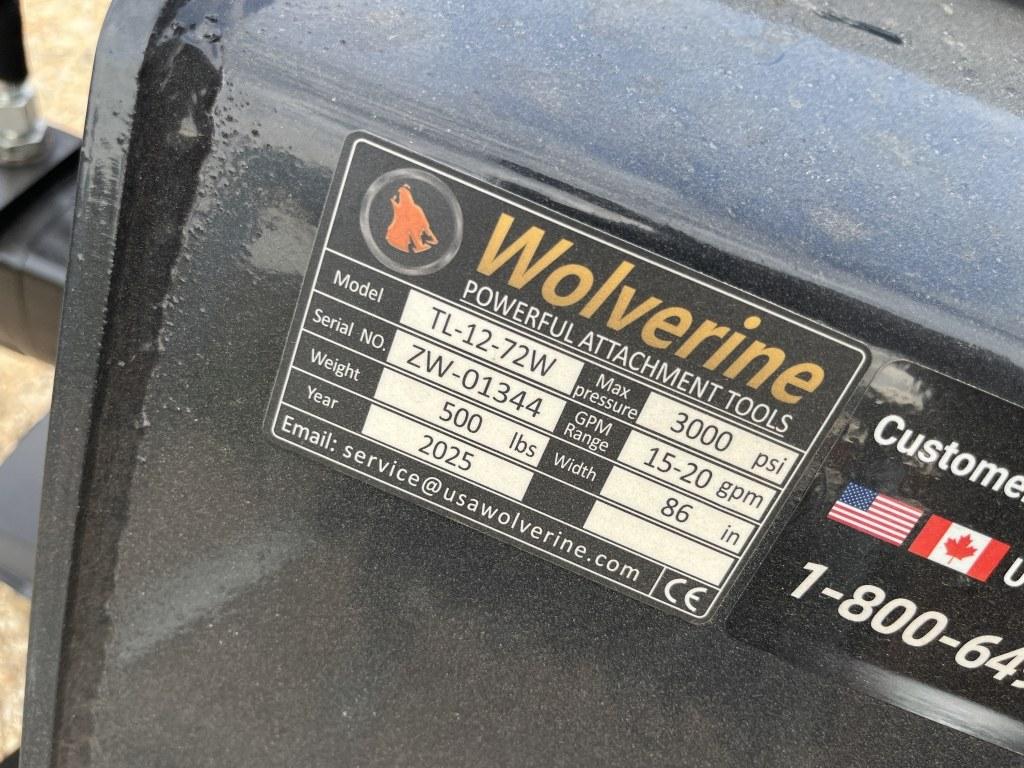 Wolverine
POWERFUL ATTACHMENT TOOLS
Model TL-12-72W Max pressure 3000 psi
Serial NO. ZW-01344 GPM Range 15-20 gpm
Weight 500 lbs Width 86 in
Year 2025
Email: service@usawolverine.com CE
1-800-64